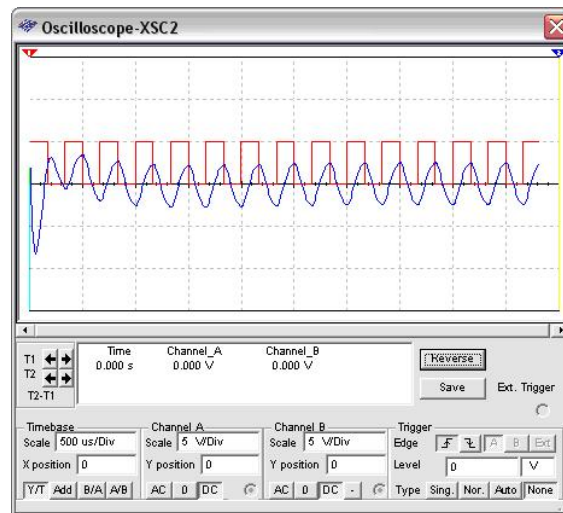 Oscilloscope-XSC2
1 2
Time Channel_A Channel_B
T1 0.000 s 0.000 V 0.000 V
T2
T2-T1
Reverse
Save
Ext. Trigger
Timebase
Scale 500 us/Div
X position 0
Y/T Add B/A A/B
Channel A
Scale 5 V/Div
Y position 0
AC 0 DC
Channel B
Scale 5 V/Div
Y position 0
AC 0 DC -
Trigger
Edge A B Ext
Level 0 V
Type Sing. Nor. Auto None